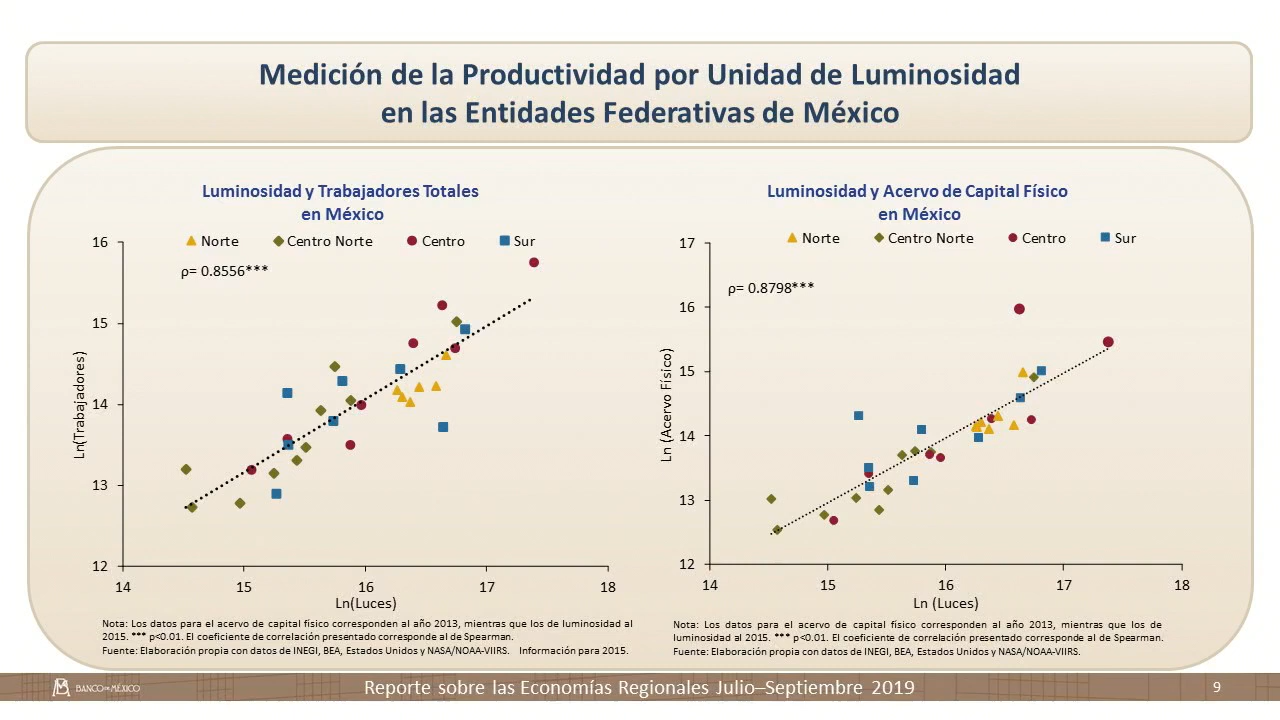 Medición de la Productividad por Unidad de Luminosidad
en las Entidades Federativas de México
Luminosidad y Trabajadores Totales
en México
Norte Centro Norte Centro Sur
ρ= 0.8556***
16
15
14
13
12
14 15 16 17 18
Ln(Trabajadores)
Ln(Luces)
Nota: Los datos para el acervo de capital físico corresponden al año 2013, mientras que los de luminosidad al
2015. *** p<0.01. El coeficiente de correlación presentado corresponde al de Spearman.
Fuente: Elaboración propia con datos de INEGI, BEA, Estados Unidos y NASA/NOAA-VIIRS. Información para 2015.
Luminosidad y Acervo de Capital Físico
en México
Norte Centro Norte Centro Sur
ρ= 0.8798***
17
16
15
14
13
12
14 15 16 17 18
Ln (Acervo Físico)
Ln (Luces)
Nota: Los datos para el acervo de capital físico corresponden al año 2013, mientras que los de
luminosidad al 2015. *** p<0.01. El coeficiente de correlación presentado corresponde al de Spearman.
Fuente: Elaboración propia con datos de INEGI, BEA, Estados Unidos y NASA/NOAA-VIIRS.
BANCO DE MÉXICO
Reporte sobre las Economías Regionales Julio–Septiembre 2019
9